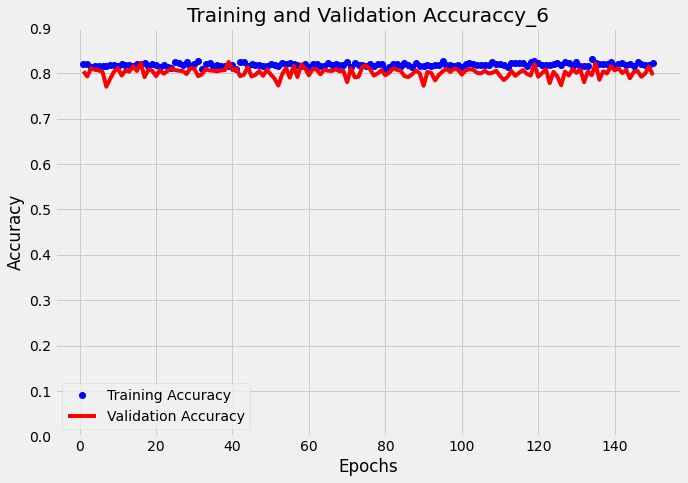 Training and Validation Accuraccy_6
0.9
0.8
0.7
0.6
0.5
0.4
0.3
0.2
0.1
0.0
Accuracy
Training Accuracy
Validation Accuracy
0 20 40 60 80 100 120 140
Epochs